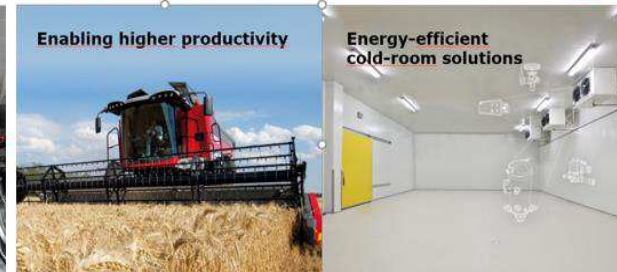 Enabling higher productivity
Energy-efficient
cold-room solutions